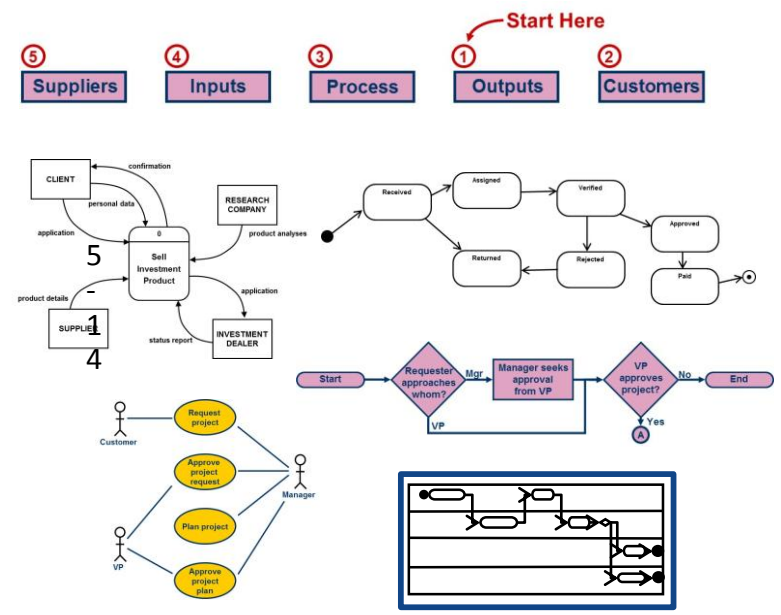 Start Here
5 4 3 1 2
Suppliers Inputs Process Outputs Customers
confirmation
CLIENT
personal data
RESEARCH
COMPANY
application
product analyses
0
Sell
Investment
Product
5
-
1
4
product details
application
SUPPLIER
status report
INVESTMENT
DEALER
Received
Assigned
Verified
Approved
Returned
Rejected
Paid
Start
Requester
approaches
whom?
Mgr
Manager seeks
approval
from VP
VP
approves
project?
No
End
VP
Yes
A
Customer
Request
project
Approve
project
request
Manager
Plan project
VP
Approve
project
plan